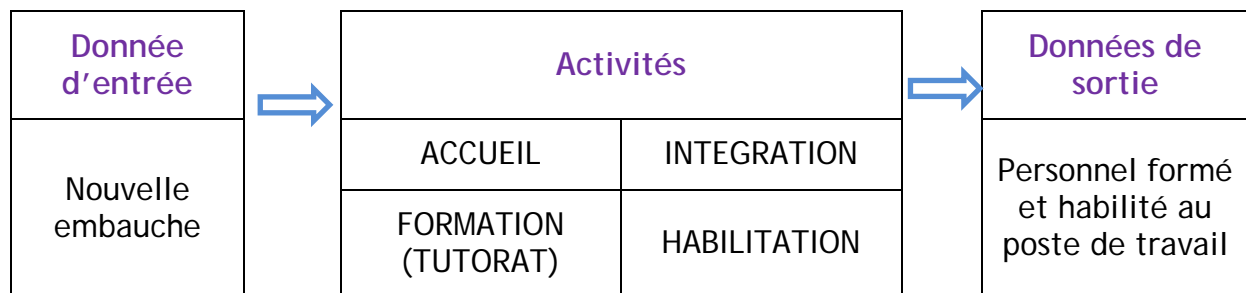 Donnée
d'entrée
Activités
Données de
sortie
Nouvelle
embauche
ACCUEIL
INTEGRATION
FORMATION
(TUTORAT)
HABILITATION
Personnel formé
et habilité au
poste de travail